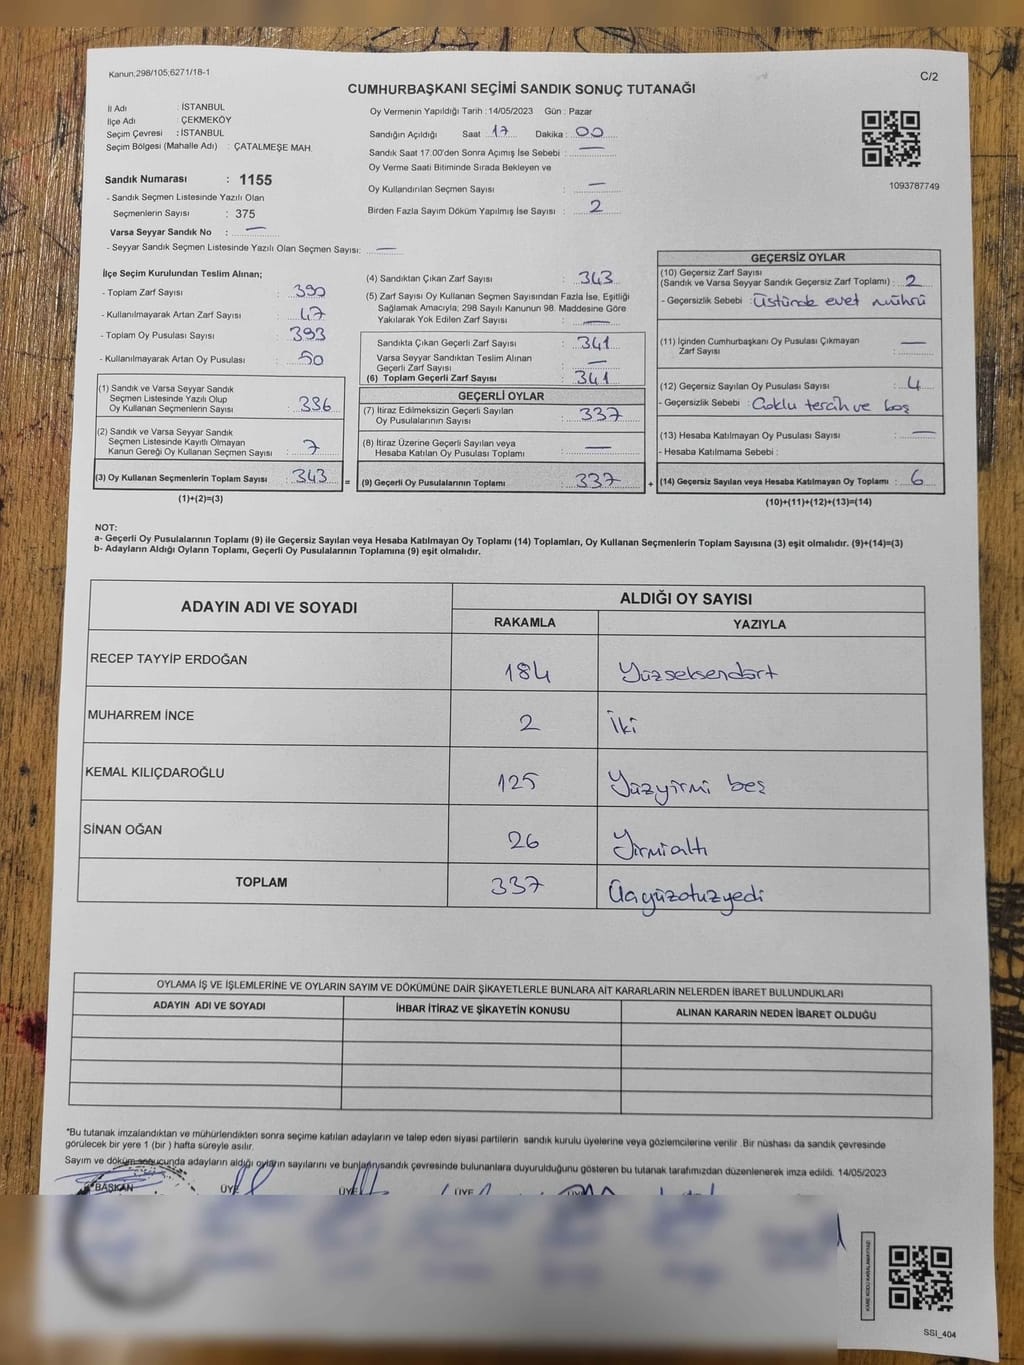 Kanun;298/105;6271/18-1
C/2
CUMHURBAŞKANI SEÇİMİ SANDIK SONUÇ TUTANAĞI
İl Adı : İSTANBUL
İlçe Adı : ÇEKMEKÖY
Seçim Çevresi : İSTANBUL
Seçim Bölgesi (Mahalle Adı) : ÇATALMEŞE MAH.
Sandık Numarası : 1155
- Sandık Seçmen Listesinde Yazılı Olan
Seçmenlerin Sayısı : 375
Varsa Seyyar Sandık No : —
- Seyyar Sandık Seçmen Listesinde Yazılı Olan Seçmen Sayısı: —
Oy Vermenin Yapıldığı Tarih : 14/05/2023 Gün : Pazar
Sandığın Açıldığı Saat 17 Dakika : 00
Sandık Saat 17.00'den Sonra Açımış İse Sebebi : —
Oy Verme Saati Bitiminde Sırada Bekleyen ve
Oy Kullandırılan Seçmen Sayısı : —
Birden Fazla Sayım Döküm Yapılmış İse Sayısı : 2
1093787749
İlçe Seçim Kurulundan Teslim Alınan;
- Toplam Zarf Sayısı : 390
- Kullanılmayarak Artan Zarf Sayısı : 47
- Toplam Oy Pusulası Sayısı : 393
- Kullanılmayarak Artan Oy Pusulası : 50
(1) Sandık ve Varsa Seyyar Sandık
Seçmen Listesinde Yazılı Olup
Oy Kullanan Seçmenlerin Sayısı : 336
(2) Sandık ve Varsa Seyyar Sandık
Seçmen Listesinde Kayıtlı Olmayan
Kanun Gereği Oy Kullanan Seçmen Sayısı : 7
(3) Oy Kullanan Seçmenlerin Toplam Sayısı : 343 =
(1)+(2)=(3)
(4) Sandıktan Çıkan Zarf Sayısı : 343
(5) Zarf Sayısı Oy Kullanan Seçmen Sayısından Fazla İse, Eşitliği
Sağlamak Amacıyla; 298 Sayılı Kanunun 98. Maddesine Göre
Yakılarak Yok Edilen Zarf Sayısı : —
Sandıkta Çıkan Geçerli Zarf Sayısı : 341
Varsa Seyyar Sandıktan Teslim Alınan
Geçerli Zarf Sayısı : —
(6) Toplam Geçerli Zarf Sayısı : 341
GEÇERLİ OYLAR
(7) İtiraz Edilmeksizin Geçerli Sayılan
Oy Pusulalarının Sayısı : 337
(8) İtiraz Üzerine Geçerli Sayılan veya
Hesaba Katılan Oy Pusulası Toplamı : —
(9) Geçerli Oy Pusulalarının Toplamı : 337 +
GEÇERSİZ OYLAR
(10) Geçersiz Zarf Sayısı
(Sandık ve Varsa Seyyar Sandık Geçersiz Zarf Toplamı) : 2
- Geçersizlik Sebebi : Üstünde evet mührü
(11) İçinden Cumhurbaşkanı Oy Pusulası Çıkmayan
Zarf Sayısı : —
(12) Geçersiz Sayılan Oy Pusulası Sayısı : 4
- Geçersizlik Sebebi : Çoklu tercih ve boş
(13) Hesaba Katılmayan Oy Pusulası Sayısı : —
- Hesaba Katılmama Sebebi :
(14) Geçersiz Sayılan veya Hesaba Katılmayan Oy Toplamı : 6
(10)+(11)+(12)+(13)=(14)
NOT:
a- Geçerli Oy Pusulalarının Toplamı (9) ile Geçersiz Sayılan veya Hesaba Katılmayan Oy Toplamı (14) Toplamları, Oy Kullanan Seçmenlerin Toplam Sayısına (3) eşit olmalıdır. (9)+(14)=(3)
b- Adayların Aldığı Oyların Toplamı, Geçerli Oy Pusulalarının Toplamına (9) eşit olmalıdır.
ADAYIN ADI VE SOYADI
ALDIĞI OY SAYISI
RAKAMLA YAZIYLA
RECEP TAYYİP ERDOĞAN 184 Yüzseksendört
MUHARREM İNCE 2 İki
KEMAL KILIÇDAROĞLU 125 Yüzyirmi beş
SİNAN OĞAN 26 Yirmialtı
TOPLAM 337 Üçyüzotuzyedi
OYLAMA İŞ VE İŞLEMLERİNE VE OYLARIN SAYIM VE DÖKÜMÜNE DAİR ŞİKAYETLERLE BUNLARA AİT KARARLARIN NELERDEN İBARET BULUNDUKLARI
ADAYIN ADI VE SOYADI İHBAR İTİRAZ VE ŞİKAYETİN KONUSU ALINAN KARARIN NEDEN İBARET OLDUĞU
*Bu tutanak imzalandıktan ve mühürlendikten sonra seçime katılan adayların ve talep eden siyasi partilerin sandık kurulu üyelerine veya gözlemcilerine verilir. Bir nüshası da sandık çevresinde
görülecek bir yere 1 (bir) hafta süreyle asılır.
Sayım ve döküm sonucunda adayların aldığı oyların sayılarını ve bunların sandık çevresinde bulunanlara duyurulduğunu gösteren bu tutanak tarafımızdan düzenlenerek imza edildi. 14/05/2023
BAŞKAN ÜYE ÜYE ÜYE ÜYE
SSI_404